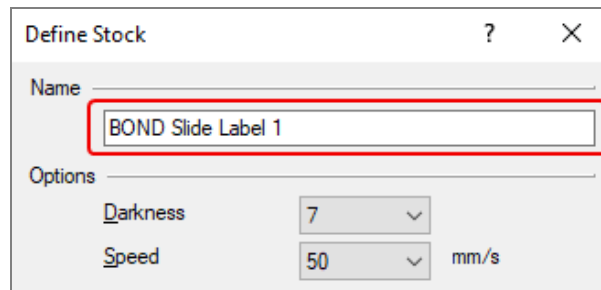 Define Stock ? X
Name
BOND Slide Label 1
Options
Darkness 7
Speed 50 mm/s